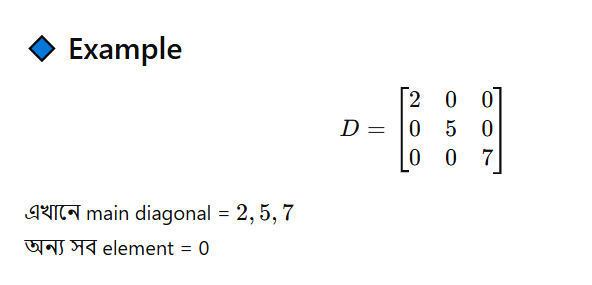 Example
D = [2 0 0
0 5 0
0 0 7]
এখানে main diagonal = 2, 5, 7
অন্য সব element = 0